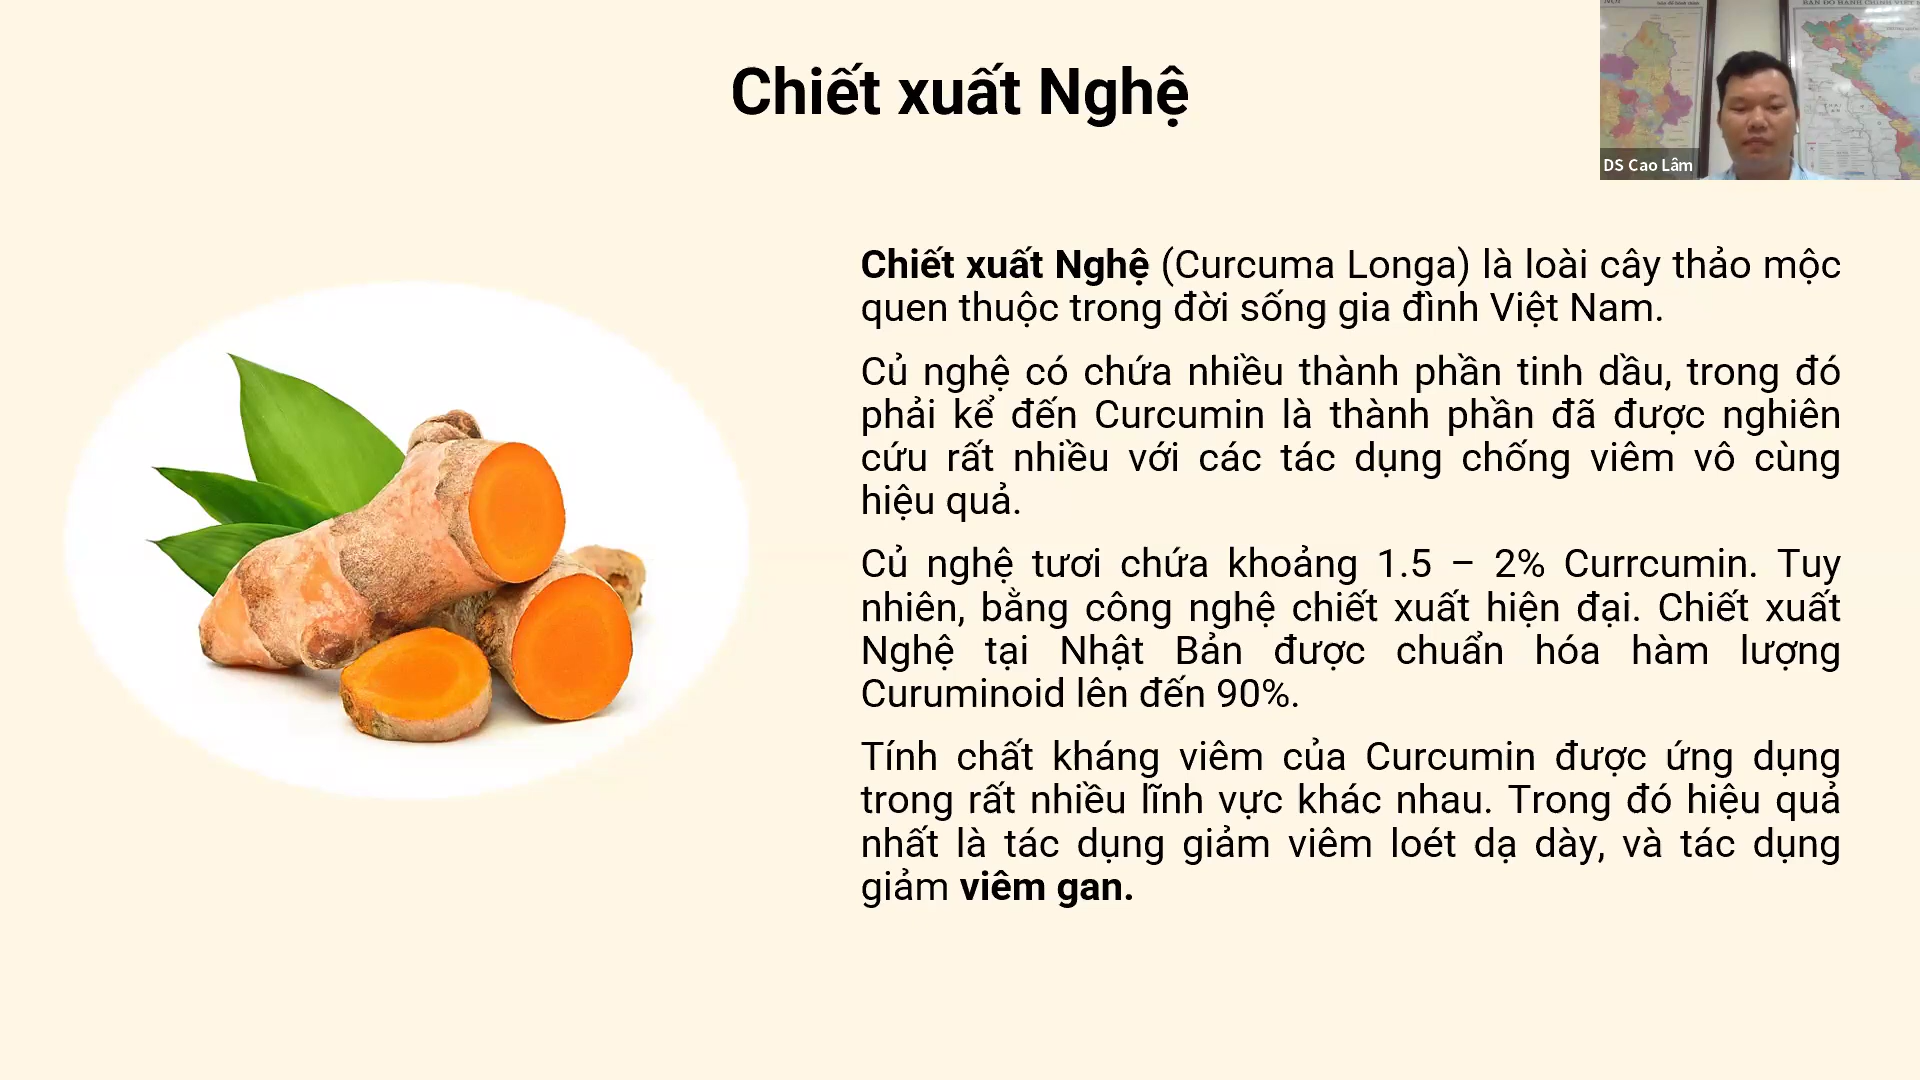 Chiết xuất Nghệ
BẢN ĐỒ HÀNH CHÍNH VIỆT
DS Cao Lâm
Chiết xuất Nghệ (Curcuma Longa) là loài cây thảo mộc
quen thuộc trong đời sống gia đình Việt Nam.
Củ nghệ có chứa nhiều thành phần tinh dầu, trong đó
phải kể đến Curcumin là thành phần đã được nghiên
cứu rất nhiều với các tác dụng chống viêm vô cùng
hiệu quả.
Củ nghệ tươi chứa khoảng 1.5 – 2% Currcumin. Tuy
nhiên, bằng công nghệ chiết xuất hiện đại. Chiết xuất
Nghệ tại Nhật Bản được chuẩn hóa hàm lượng
Curuminoid lên đến 90%.
Tính chất kháng viêm của Curcumin được ứng dụng
trong rất nhiều lĩnh vực khác nhau. Trong đó hiệu quả
nhất là tác dụng giảm viêm loét dạ dày, và tác dụng
giảm viêm gan.